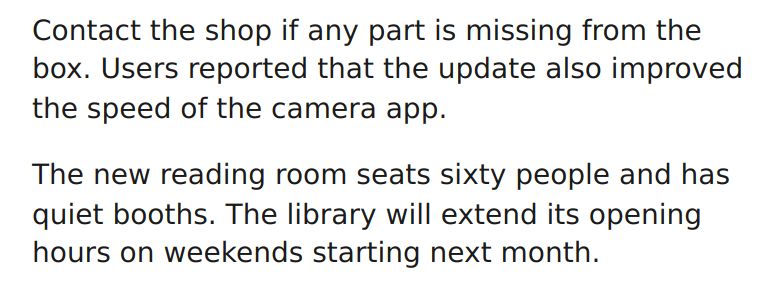 Contact the shop if any part is missing from the
box. Users reported that the update also improved
the speed of the camera app.
The new reading room seats sixty people and has
quiet booths. The library will extend its opening
hours on weekends starting next month.